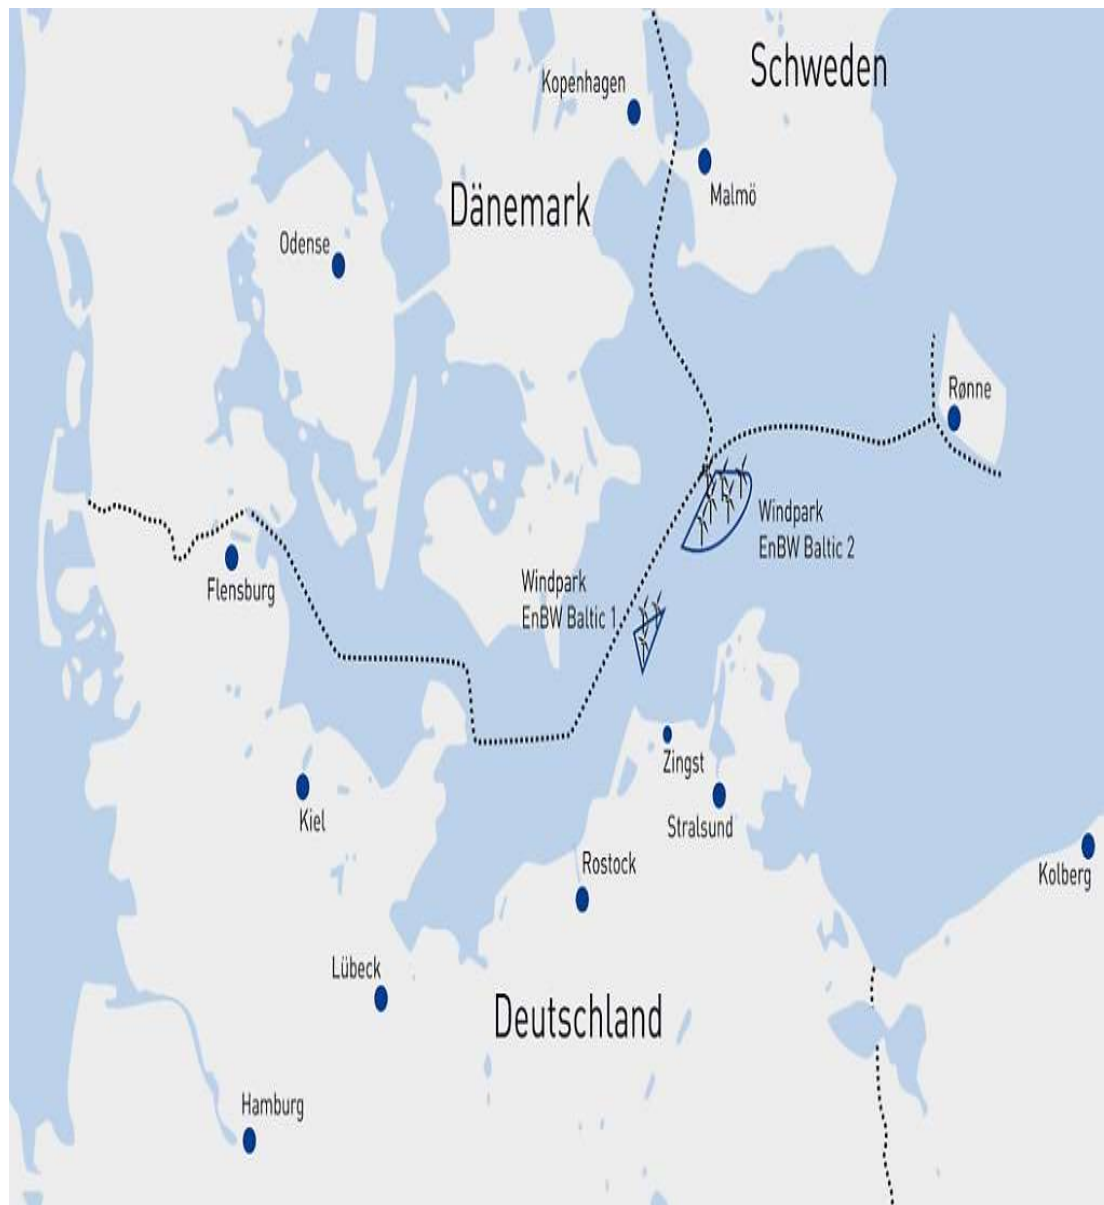 Schweden
Kopenhagen
Malmö
Dänemark
Odense
Rønne
Windpark
EnBW Baltic 2
Windpark
EnBW Baltic 1
Flensburg
Zingst
Stralsund
Kiel
Rostock
Kolberg
Lübeck
Deutschland
Hamburg